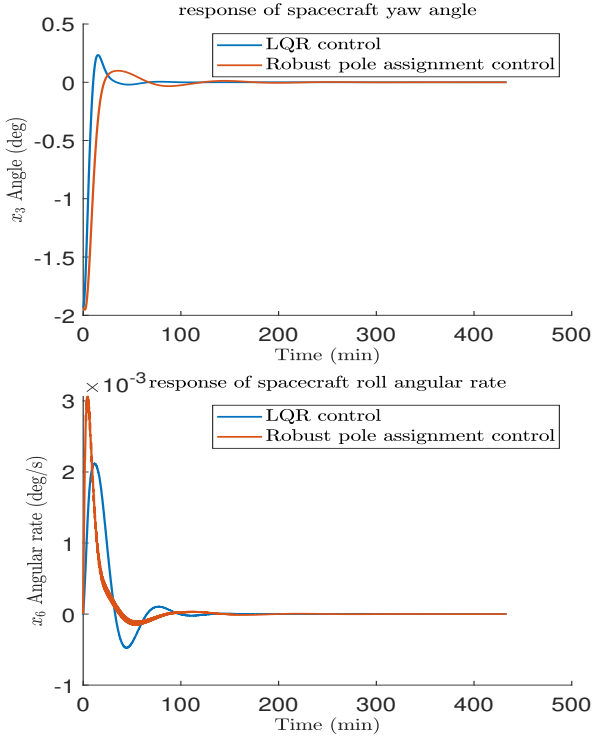 response of spacecraft yaw angle
0.5
LQR control
Robust pole assignment control
0
-0.5
-1
-1.5
-2
x₃ Angle (deg)
0 100 200 300 400 500
Time (min)
×10⁻³ response of spacecraft roll angular rate
3
LQR control
Robust pole assignment control
2
1
0
-1
x₆ Angular rate (deg/s)
0 100 200 300 400 500
Time (min)